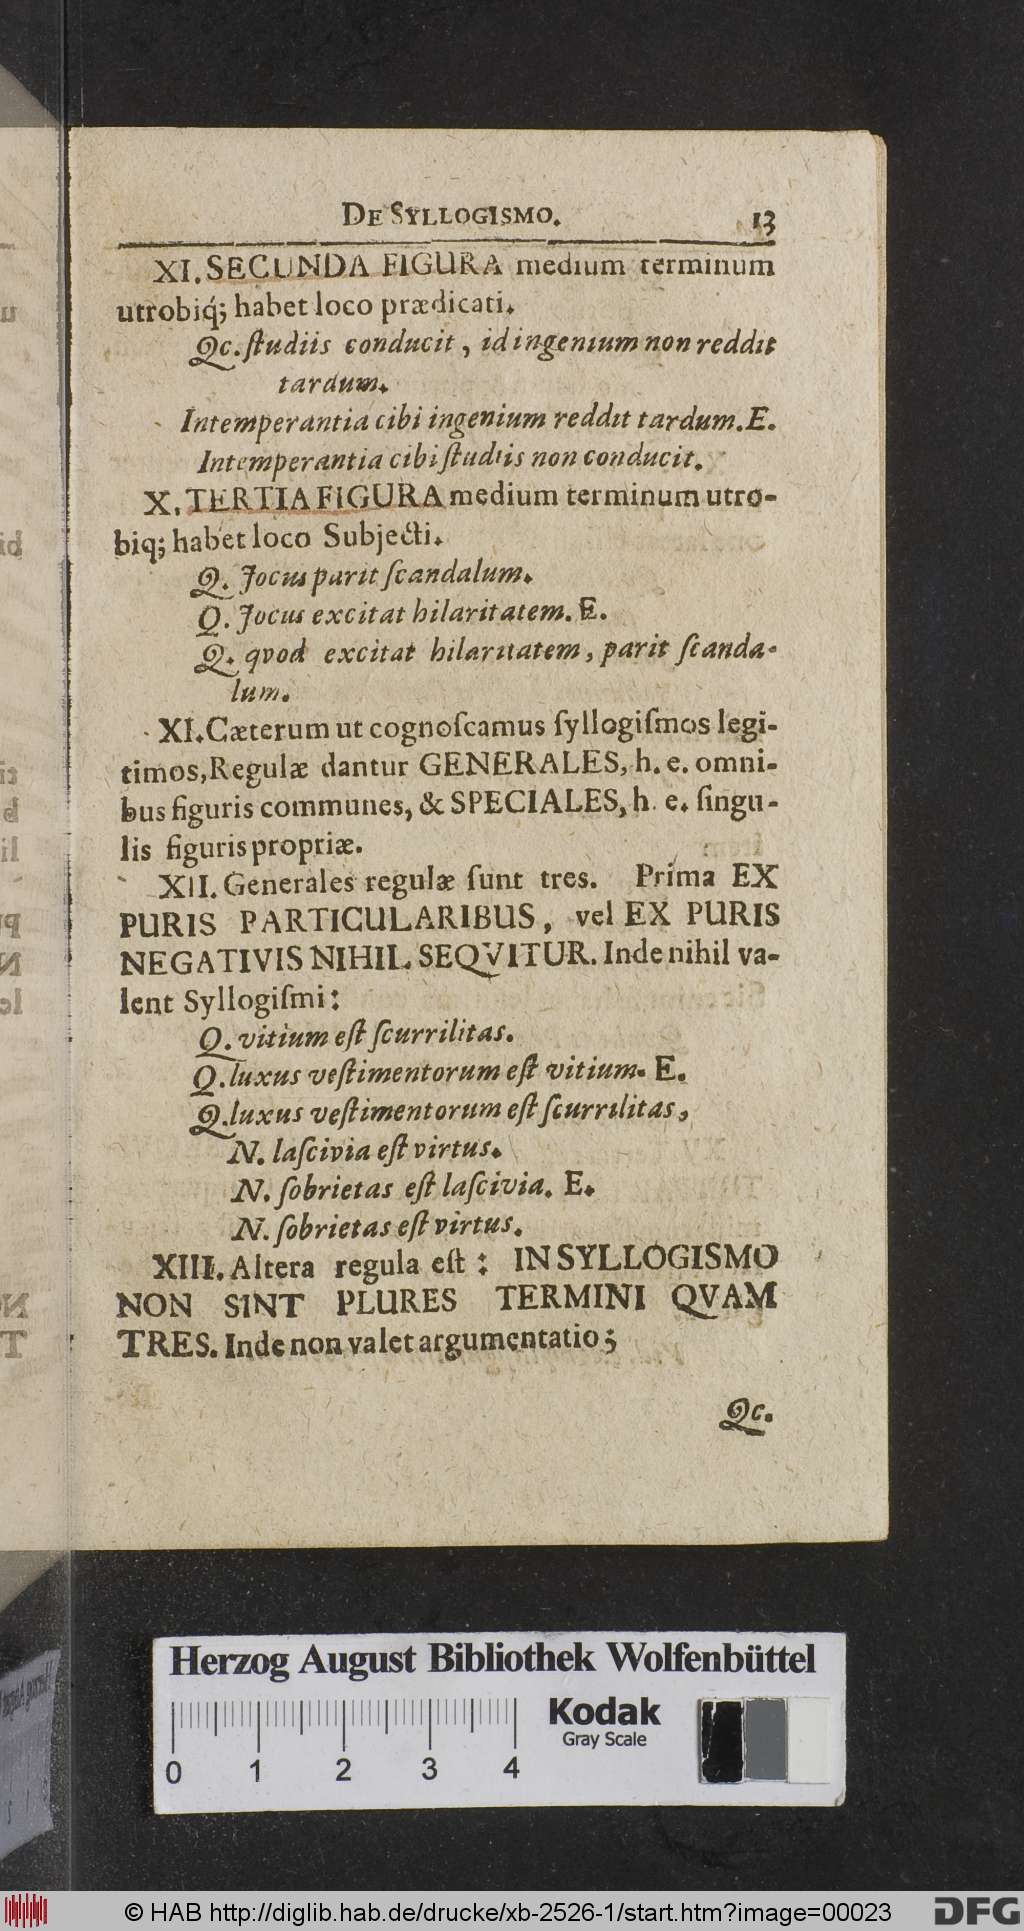 DE SYLLOGISMO. 13
XI. SECUNDA FIGURA medium terminum
utrobiq́; habet loco prædicati.
Qc. ſtudiis conducit, id ingenium non reddit
tardum.
Intemperantia cibi ingenium reddit tardum. E.
Intemperantia cibi ſtudiis non conducit.
X. TERTIA FIGURA medium terminum utro-
biq; habet loco Subjecti.
Q. Jocus parit ſcandalum.
Q. Jocus excitat hilaritatem. E.
Q. qvod excitat hilaritatem, parit ſcanda-
lum.
XI. Cæterum ut cognoſcamus ſyllogiſmos legi-
timos, Regulæ dantur GENERALES, h. e. omni-
bus figuris communes, & SPECIALES, h. e. ſingu-
lis figuris propriæ.
XII. Generales regulæ ſunt tres. Prima EX
PURIS PARTICULARIBUS, vel EX PURIS
NEGATIVIS NIHIL SEQVITUR. Inde nihil va-
lent Syllogiſmi:
Q. vitium eſt ſcurrilitas.
Q. luxus veſtimentorum eſt vitium. E.
Q. luxus veſtimentorum eſt ſcurrilitas,
N. laſcivia eſt virtus.
N. ſobrietas eſt laſcivia. E.
N. ſobrietas eſt virtus.
XIII. Altera regula eſt: IN SYLLOGISMO
NON SINT PLURES TERMINI QVAM
TRES. Inde non valet argumentatio;
Qc.
Herzog August Bibliothek Wolfenbüttel
Kodak
Gray Scale
0 1 2 3 4
© HAB http://diglib.hab.de/drucke/xb-2526-1/start.htm?image=00023
DFG